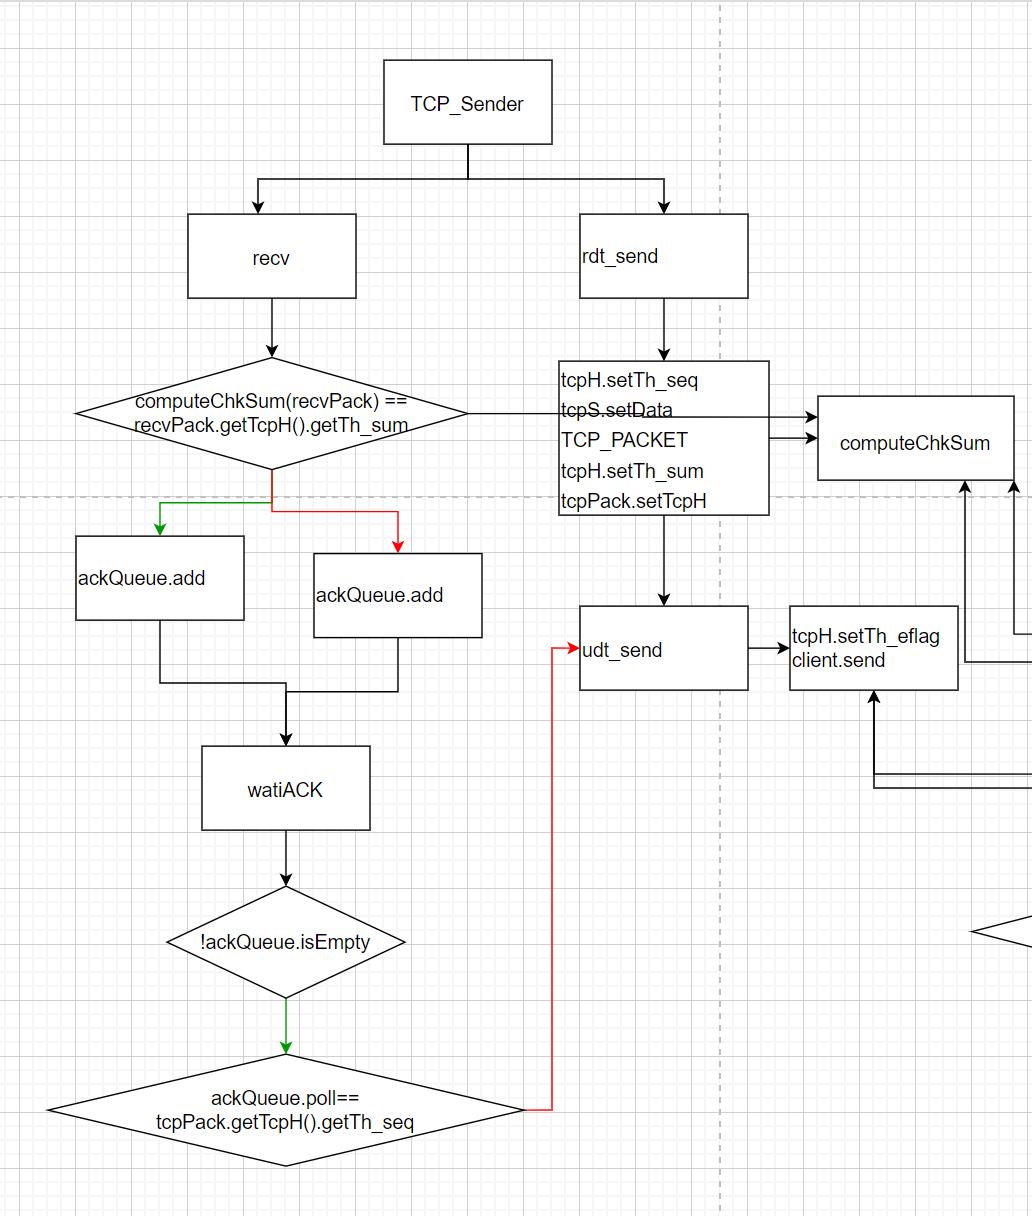 TCP_Sender
recv
rdt_send
computeChkSum(recvPack) ==
recvPack.getTcpH().getTh_sum
tcpH.setTh_seq
tcpS.setData
TCP_PACKET
tcpH.setTh_sum
tcpPack.setTcpH
computeChkSum
ackQueue.add
ackQueue.add
udt_send
tcpH.setTh_eflag
client.send
watiACK
!ackQueue.isEmpty
ackQueue.poll==
tcpPack.getTcpH().getTh_seq